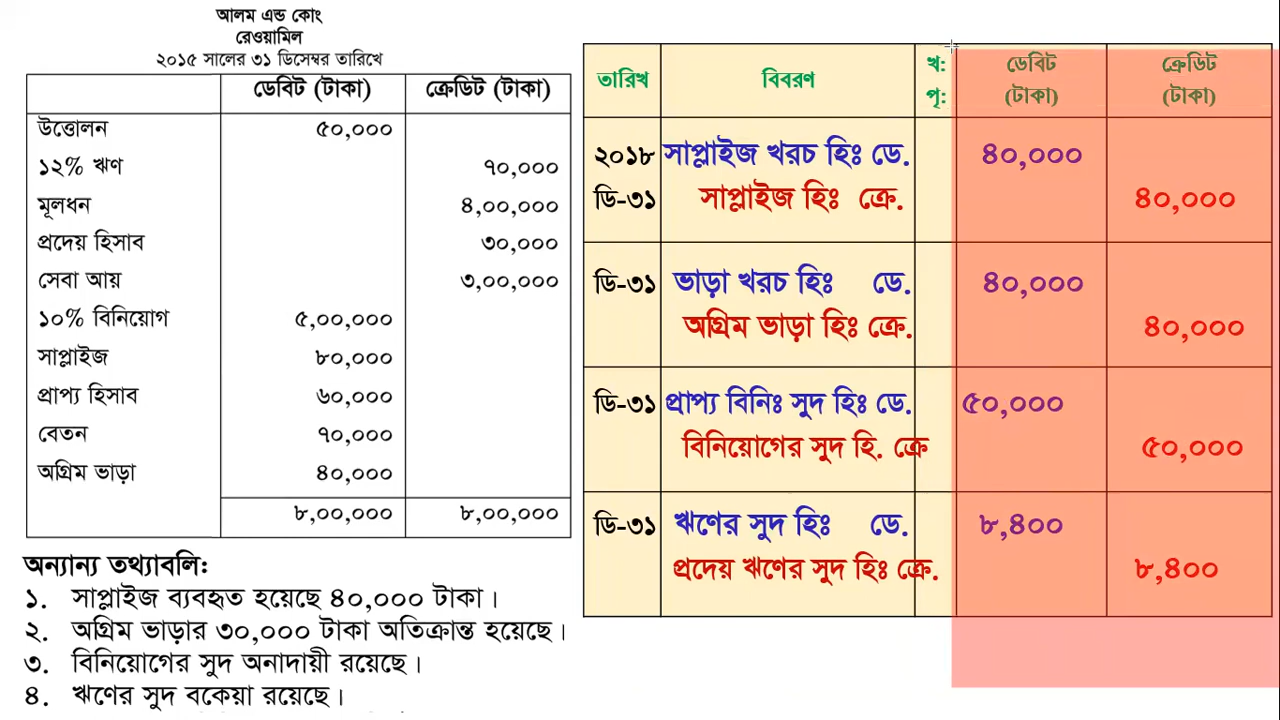 আলম এন্ড কোং
রেওয়ামিল
২০১৫ সালের ৩১ ডিসেম্বর তারিখে
ডেবিট (টাকা) ক্রেডিট (টাকা)
উত্তোলন ৫০,০০০
১২% ঋণ ৭০,০০০
মূলধন ৪,০০,০০০
প্রদেয় হিসাব ৩০,০০০
সেবা আয় ৩,০০,০০০
১০% বিনিয়োগ ৫,০০,০০০
সাপ্লাইজ ৮০,০০০
প্রাপ্য হিসাব ৬০,০০০
বেতন ৭০,০০০
অগ্রিম ভাড়া ৪০,০০০
৮,০০,০০০ ৮,০০,০০০
অন্যান্য তথ্যাবলি:
১. সাপ্লাইজ ব্যবহৃত হয়েছে ৪০,০০০ টাকা।
২. অগ্রিম ভাড়ার ৩০,০০০ টাকা অতিক্রান্ত হয়েছে।
৩. বিনিয়োগের সুদ অনাদায়ী রয়েছে।
৪. ঋণের সুদ বকেয়া রয়েছে।
তারিখ বিবরণ খ: পৃ: ডেবিট (টাকা) ক্রেডিট (টাকা)
২০১৮ সাপ্লাইজ খরচ হিঃ ডে. ৪০,০০০
ডি-৩১ সাপ্লাইজ হিঃ ক্রে. ৪০,০০০
ডি-৩১ ভাড়া খরচ হিঃ ডে. ৪০,০০০
অগ্রিম ভাড়া হিঃ ক্রে. ৪০,০০০
ডি-৩১ প্রাপ্য বিনিঃ সুদ হিঃ ডে. ৫০,০০০
বিনিয়োগের সুদ হি. ক্রে ৫০,০০০
ডি-৩১ ঋণের সুদ হিঃ ডে. ৮,৪০০
প্রদেয় ঋণের সুদ হিঃ ক্রে. ৮,৪০০